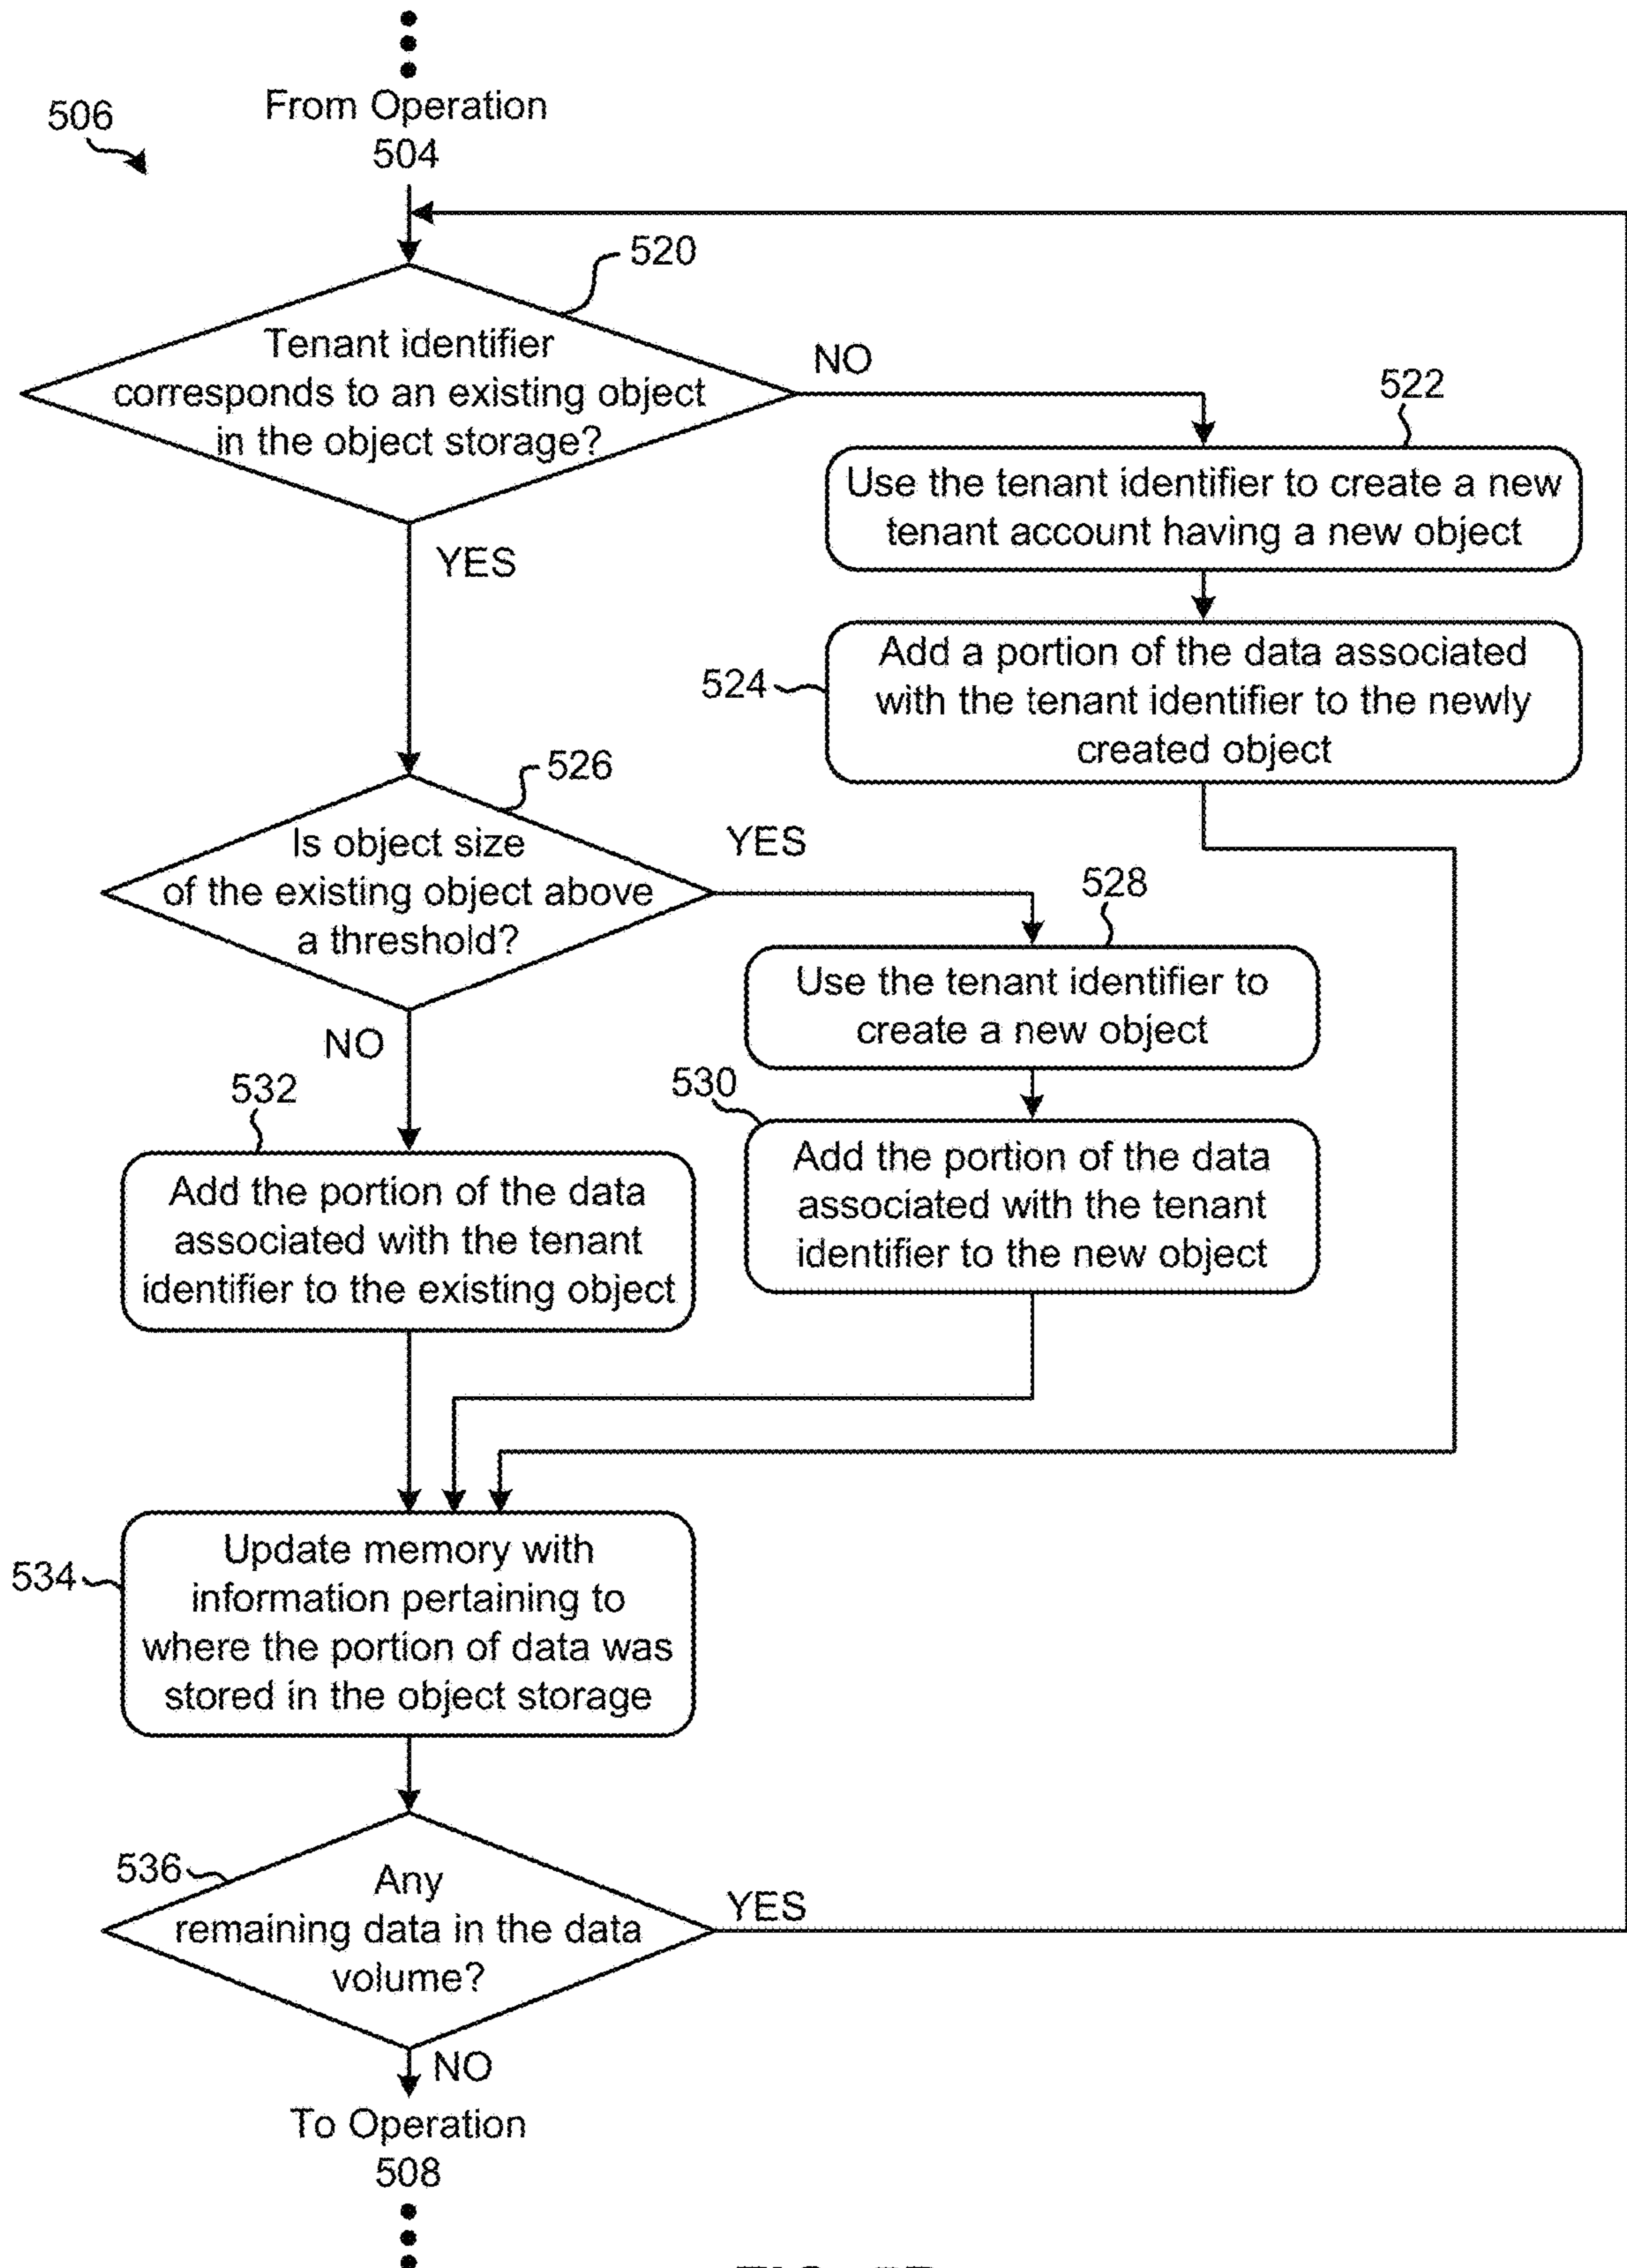 From Operation
504
506
520
Tenant identifier
corresponds to an existing object
in the object storage?
NO
YES
522
Use the tenant identifier to create a new
tenant account having a new object
524
Add a portion of the data associated
with the tenant identifier to the newly
created object
526
Is object size
of the existing object above
a threshold?
YES
NO
528
Use the tenant identifier to
create a new object
530
Add the portion of the data
associated with the tenant
identifier to the new object
532
Add the portion of the data
associated with the tenant
identifier to the existing object
534
Update memory with
information pertaining to
where the portion of data was
stored in the object storage
536
Any
remaining data in the data
volume?
YES
NO
To Operation
508